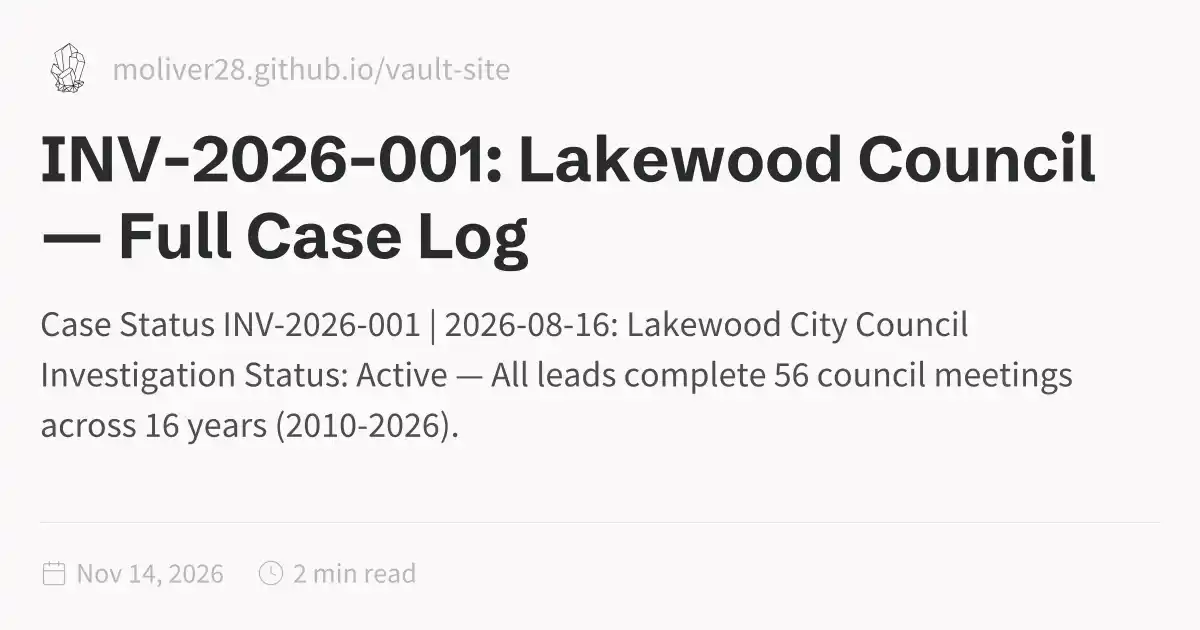 moliver28.github.io/vault-site
INV-2026-001: Lakewood Council
— Full Case Log
Case Status INV-2026-001 | 2026-08-16: Lakewood City Council
Investigation Status: Active — All leads complete 56 council meetings
across 16 years (2010-2026).
Nov 14, 2026 2 min read